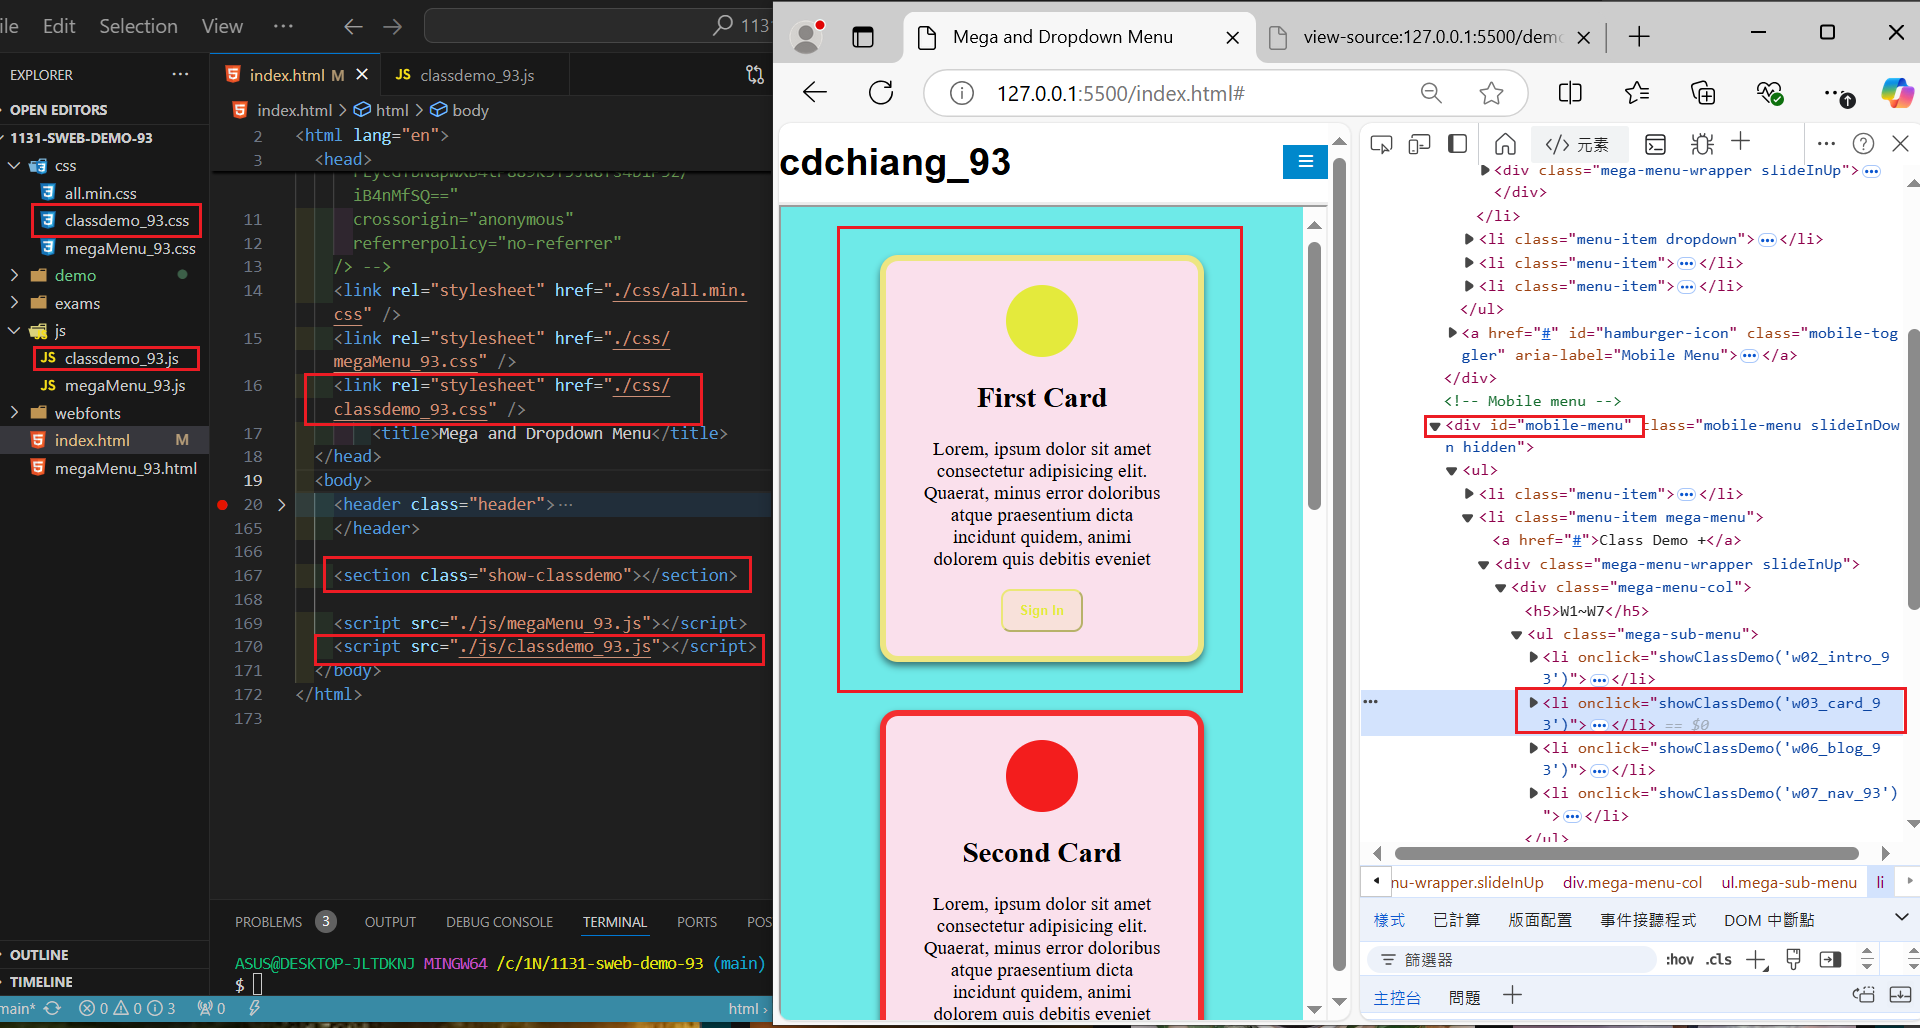 ile Edit Selection View ··· 1131
EXPLORER ···
OPEN EDITORS
1131-SWEB-DEMO-93
css
all.min.css
classdemo_93.css
megaMenu_93.css
demo
exams
js
JS classdemo_93.js
JS megaMenu_93.js
webfonts
index.html M
megaMenu_93.html
OUTLINE
TIMELINE
index.html M JS classdemo_93.js
index.html > html > body
2 <html lang="en">
3 <head>
iB4nMfSQ=="
11 crossorigin="anonymous"
12 referrerpolicy="no-referrer"
13 /> -->
14 <link rel="stylesheet" href="./css/all.min.
css" />
15 <link rel="stylesheet" href="./css/
megaMenu_93.css" />
16 <link rel="stylesheet" href="./css/
classdemo_93.css" />
17 <title>Mega and Dropdown Menu</title>
18 </head>
19 <body>
20 <header class="header">···
165 </header>
166
167 <section class="show-classdemo"></section>
168
169 <script src="./js/megaMenu_93.js"></script>
170 <script src="./js/classdemo_93.js"></script>
171 </body>
172 </html>
173
PROBLEMS 3 OUTPUT DEBUG CONSOLE TERMINAL PORTS POS
ASUS@DESKTOP-JLTDKNJ MINGW64 /c/1N/1131-sweb-demo-93 (main)
$
main* 0 0 3 0 html
Mega and Dropdown Menu view-source:127.0.0.1:5500/demo
127.0.0.1:5500/index.html#
cdchiang_93
First Card
Lorem, ipsum dolor sit amet
consectetur adipisicing elit.
Quaerat, minus error doloribus
atque praesentium dicta
incidunt quidem, animi
dolorem quis debitis eveniet
Sign In
Second Card
Lorem, ipsum dolor sit amet
consectetur adipisicing elit.
Quaerat, minus error doloribus
atque praesentium dicta
incidunt quidem, animi
dolorem quis debitis eveniet
</> 元素
<div class="mega-menu-wrapper slideInUp">···
</div>
</li>
<li class="menu-item dropdown">···</li>
<li class="menu-item">···</li>
<li class="menu-item">···</li>
</ul>
<a href="#" id="hamburger-icon" class="mobile-tog
gler" aria-label="Mobile Menu">···</a>
</div>
<!-- Mobile menu -->
<div id="mobile-menu" class="mobile-menu slideInDow
n hidden">
<ul>
<li class="menu-item">···</li>
<li class="menu-item mega-menu">
<a href="#">Class Demo +</a>
<div class="mega-menu-wrapper slideInUp">
<div class="mega-menu-col">
<h5>W1~W7</h5>
<ul class="mega-sub-menu">
<li onclick="showClassDemo('w02_intro_9
3')">···</li>
<li onclick="showClassDemo('w03_card_9
3')">···</li> == $0
<li onclick="showClassDemo('w06_blog_9
3')">···</li>
<li onclick="showClassDemo('w07_nav_93')
">···</li>
</ul>
nu-wrapper.slideInUp div.mega-menu-col ul.mega-sub-menu li
樣式 已計算 版面配置 事件接聽程式 DOM 中斷點
篩選器 :hov .cls
主控台 問題